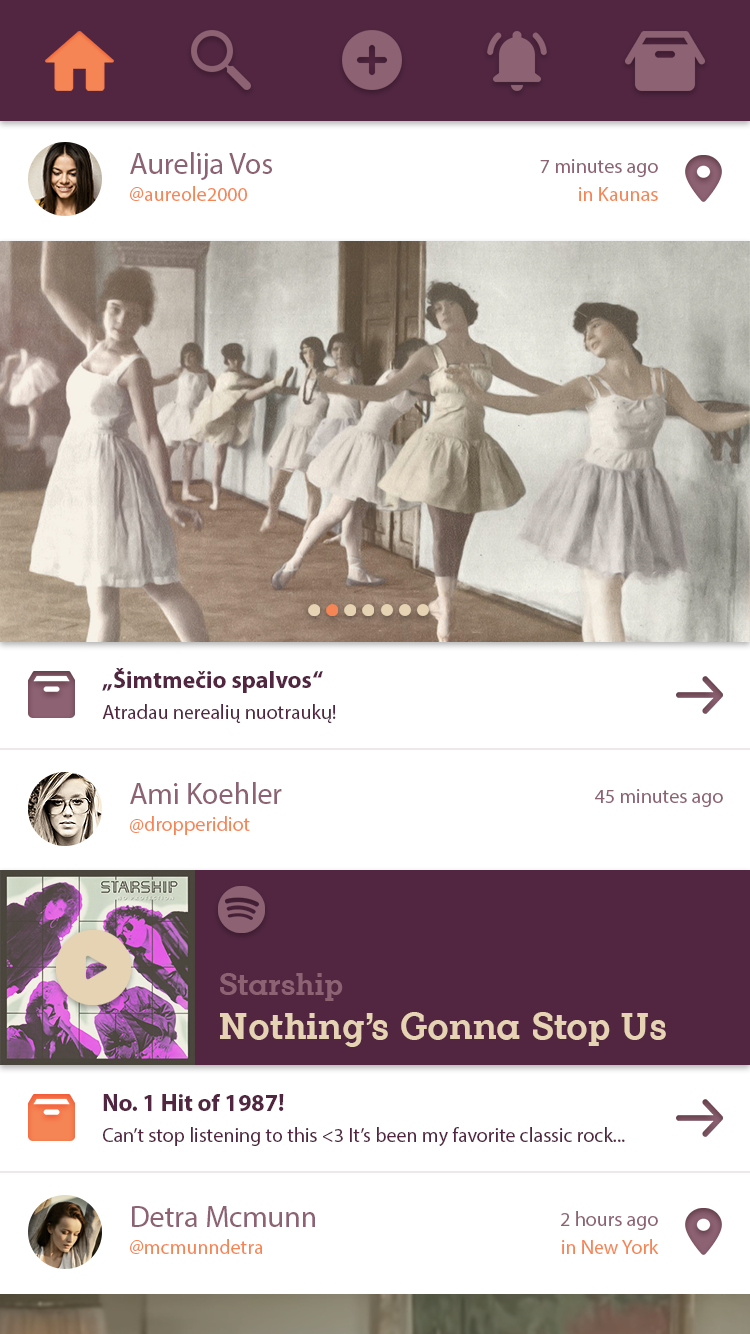 Aurelija Vos
@aureole2000
7 minutes ago
in Kaunas
„Šimtmečio spalvos“
Atradau nerealių nuotraukų!
Ami Koehler
@dropperidiot
45 minutes ago
STARSHIP
NO PROTECTION
Starship
Nothing’s Gonna Stop Us
No. 1 Hit of 1987!
Can’t stop listening to this <3 It’s been my favorite classic rock...
Detra Mcmunn
@mcmunndetra
2 hours ago
in New York